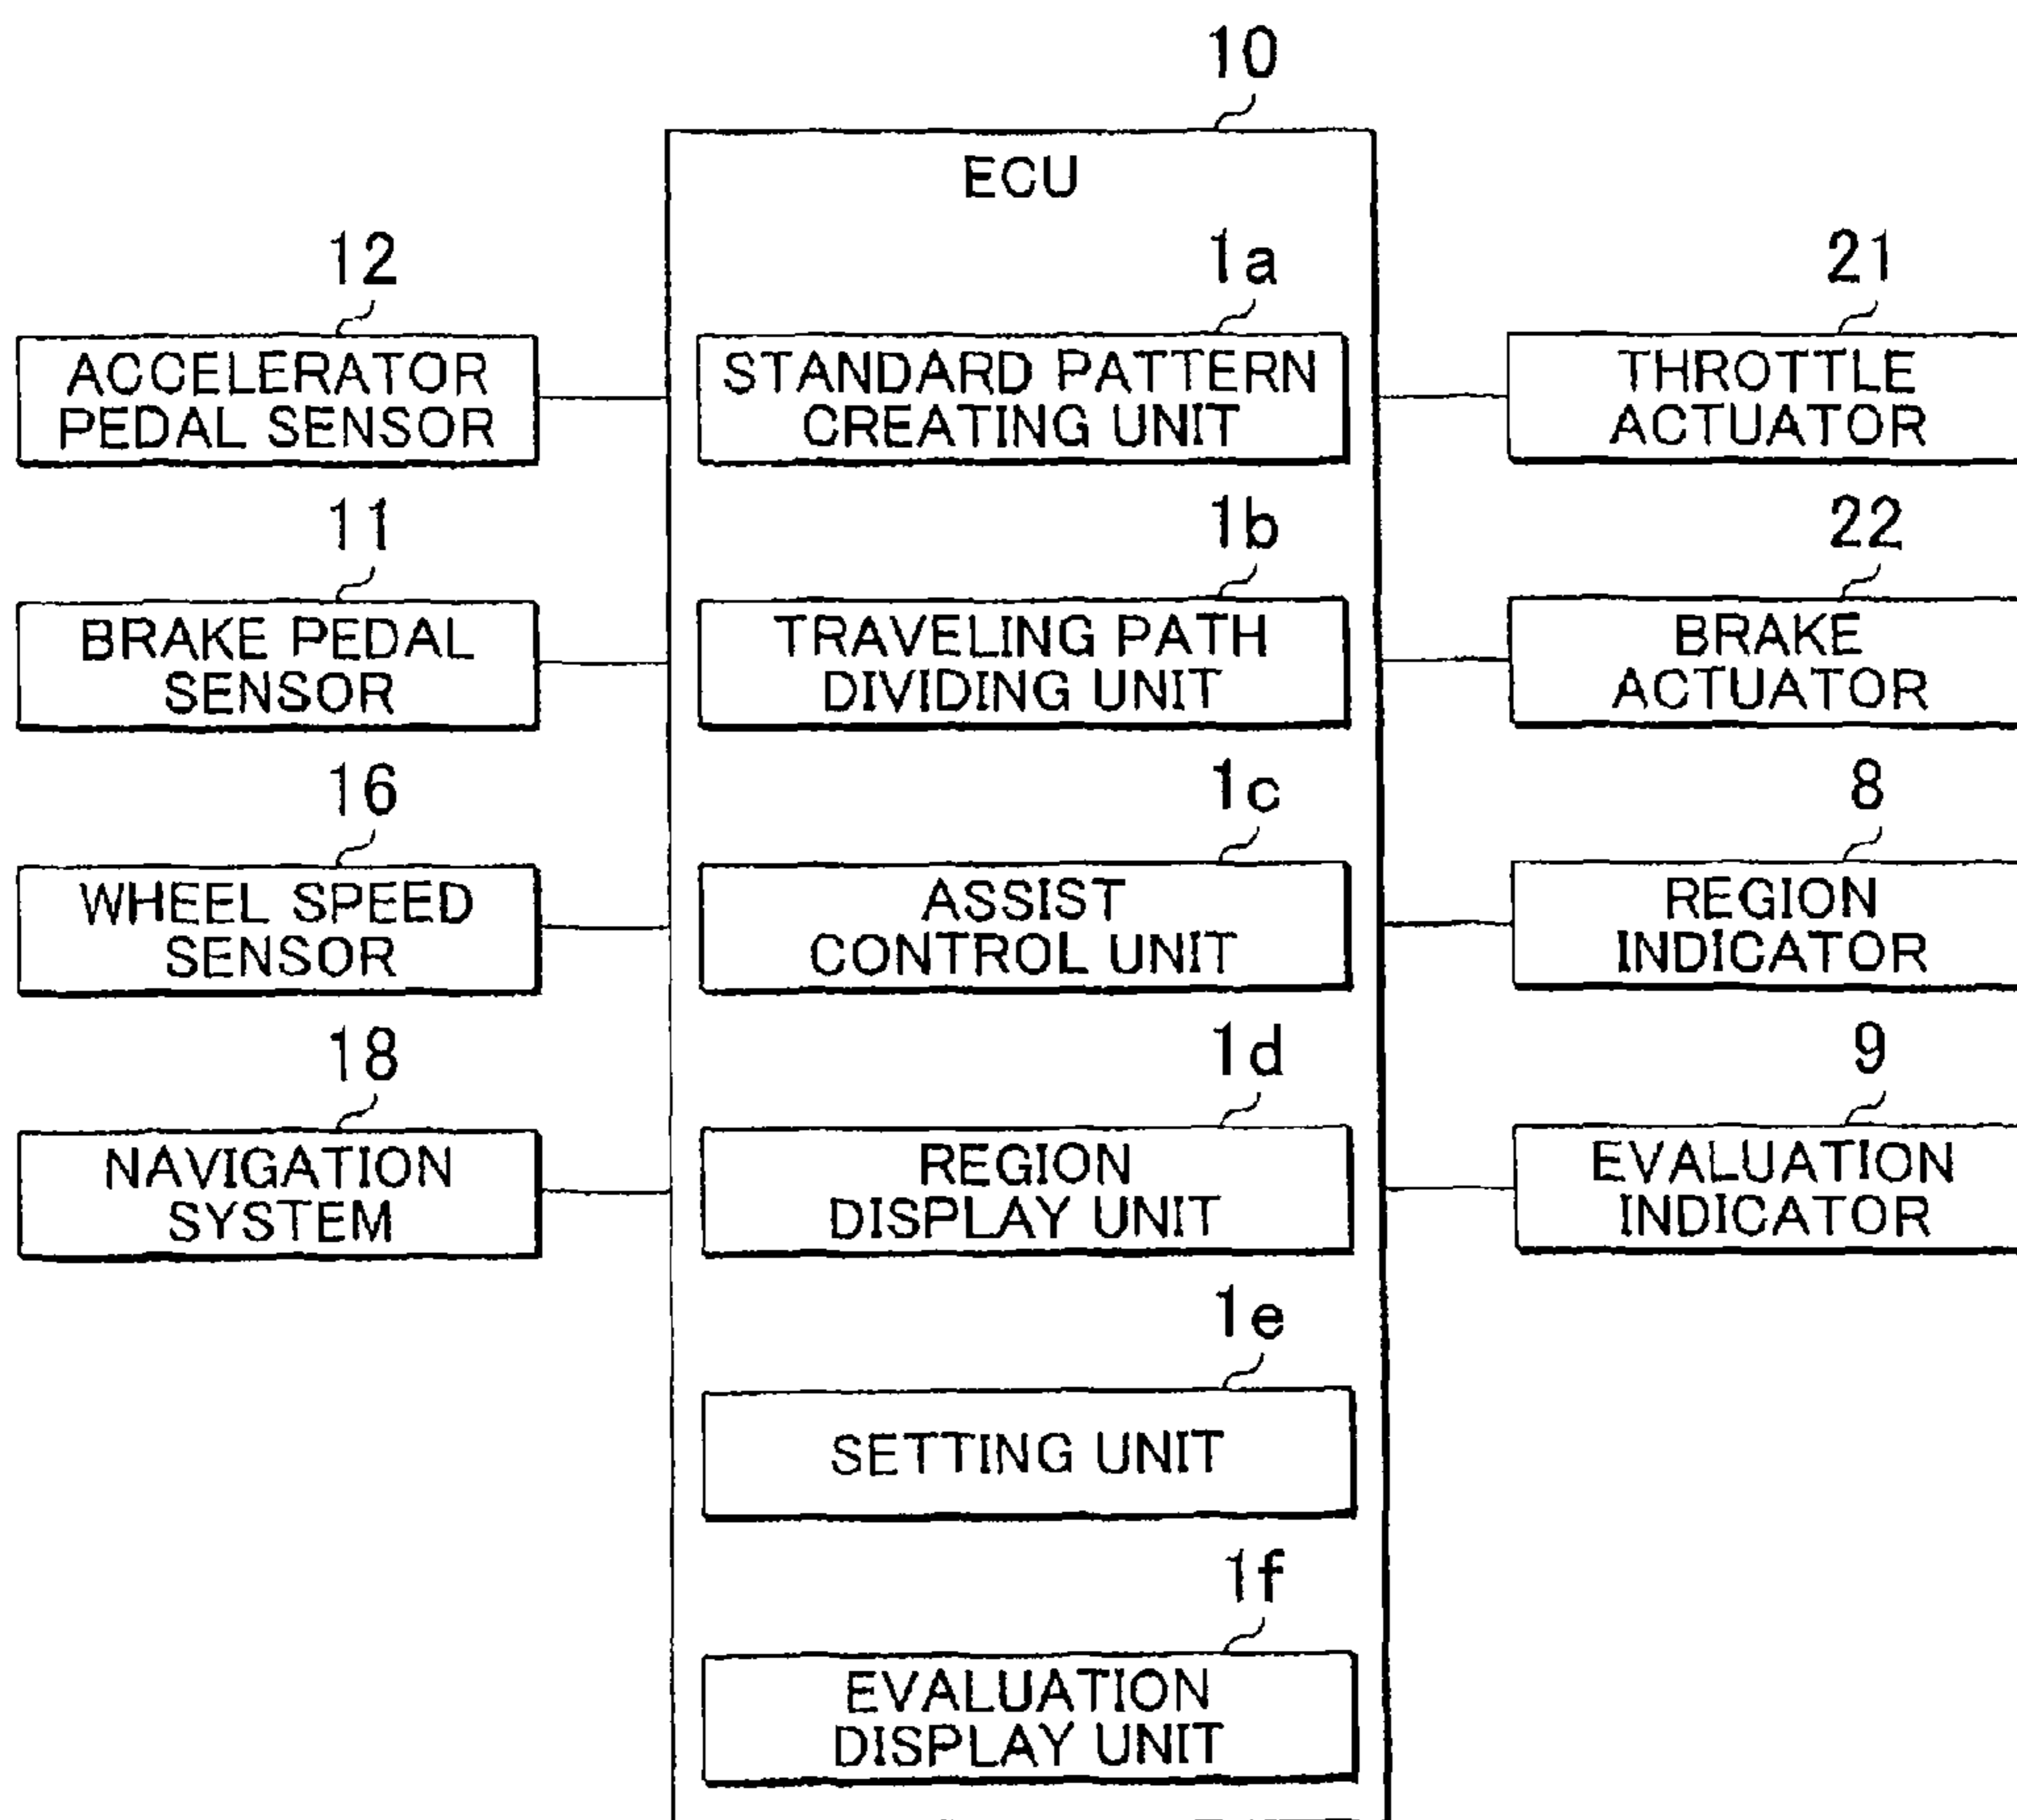 10
ECU
12
ACCELERATOR
PEDAL SENSOR
11
BRAKE PEDAL
SENSOR
16
WHEEL SPEED
SENSOR
18
NAVIGATION
SYSTEM
1a
STANDARD PATTERN
CREATING UNIT
1b
TRAVELING PATH
DIVIDING UNIT
1c
ASSIST
CONTROL UNIT
1d
REGION
DISPLAY UNIT
1e
SETTING UNIT
1f
EVALUATION
DISPLAY UNIT
21
THROTTLE
ACTUATOR
22
BRAKE
ACTUATOR
8
REGION
INDICATOR
9
EVALUATION
INDICATOR